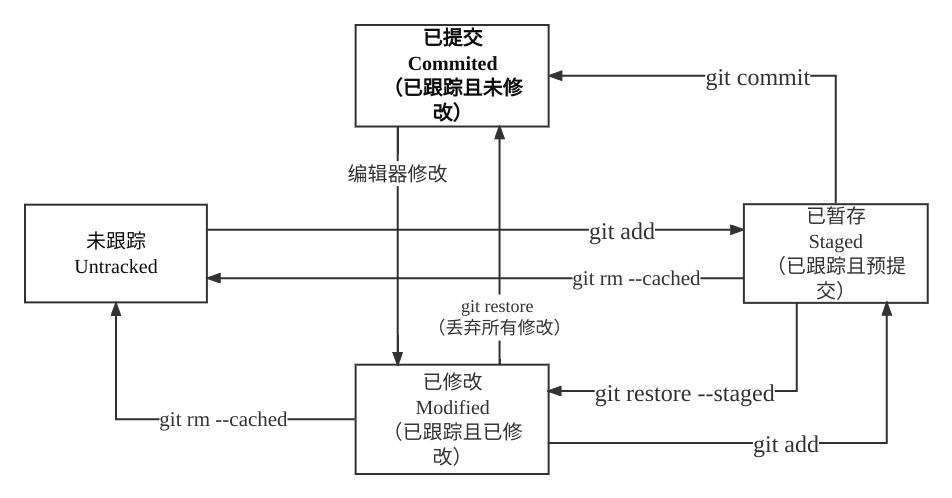 已提交
Commited
（已跟踪且未修
改）
git commit
编辑器修改
未跟踪
Untracked
git add
已暂存
Staged
（已跟踪且预提
交）
git rm --cached
git restore
（丢弃所有修改）
已修改
Modified
（已跟踪且已修
改）
git restore --staged
git rm --cached
git add